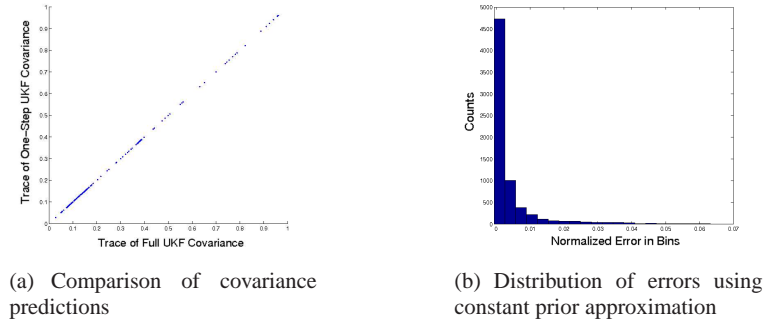 Trace of One-Step UKF Covariance
1
0.9
0.8
0.7
0.6
0.5
0.4
0.3
0.2
0.1
0
0 0.1 0.2 0.3 0.4 0.5 0.6 0.7 0.8 0.9 1
Trace of Full UKF Covariance
Counts
5000
4500
4000
3500
3000
2500
2000
1500
1000
500
0
0 0.01 0.02 0.03 0.04 0.05 0.06 0.07
Normalized Error in Bins
(a) Comparison of covariance
predictions
(b) Distribution of errors using
constant prior approximation